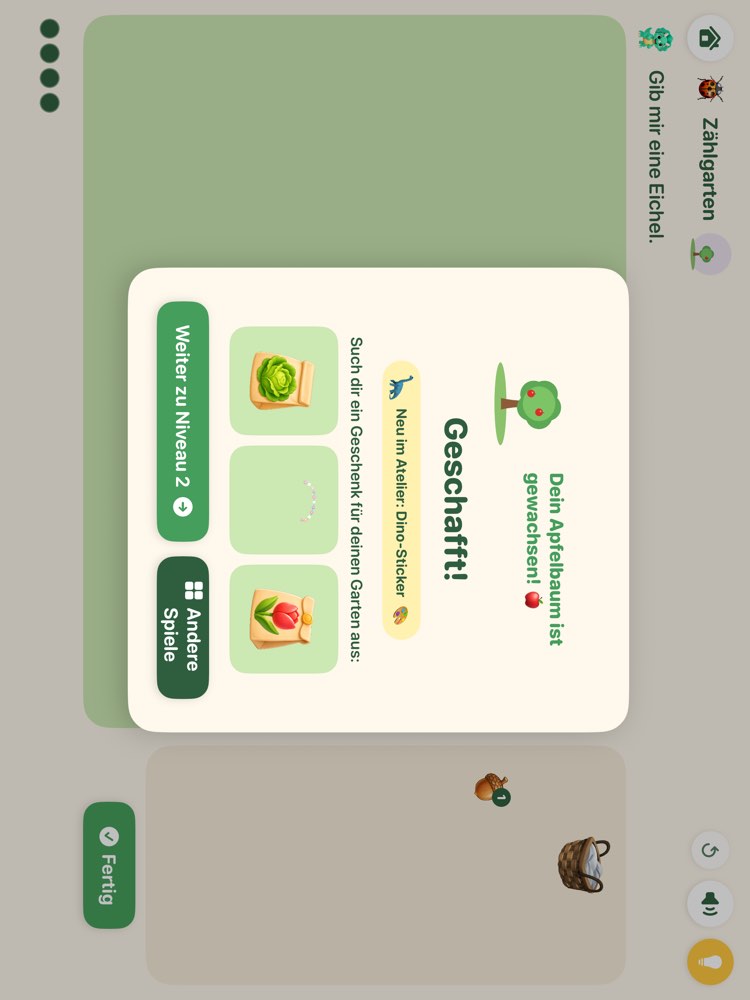 Zählgarten
Gib mir eine Eichel.
Dein Apfelbaum ist
gewachsen!
Geschafft!
Neu im Atelier: Dino-Sticker
Such dir ein Geschenk für deinen Garten aus:
Weiter zu Niveau 2
Andere
Spiele
1
Fertig